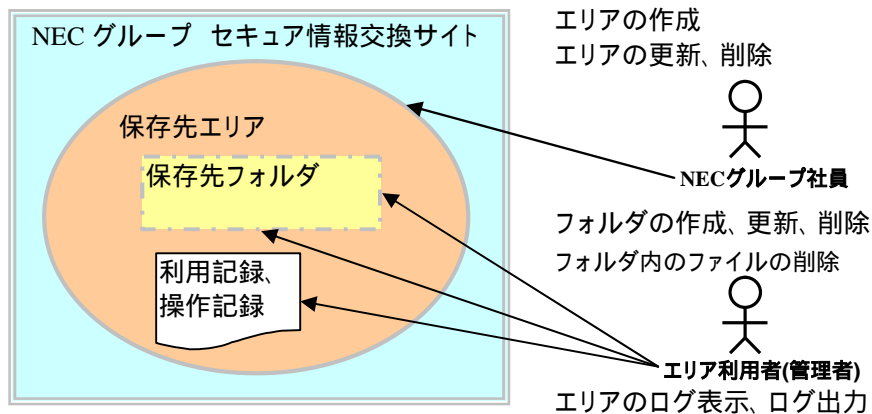 NEC グループ セキュア情報交換サイト
保存先エリア
保存先フォルダ
利用記録、
操作記録
エリアの作成
エリアの更新、削除
NECグループ社員
フォルダの作成、更新、削除
フォルダ内のファイルの削除
エリア利用者(管理者)
エリアのログ表示、ログ出力